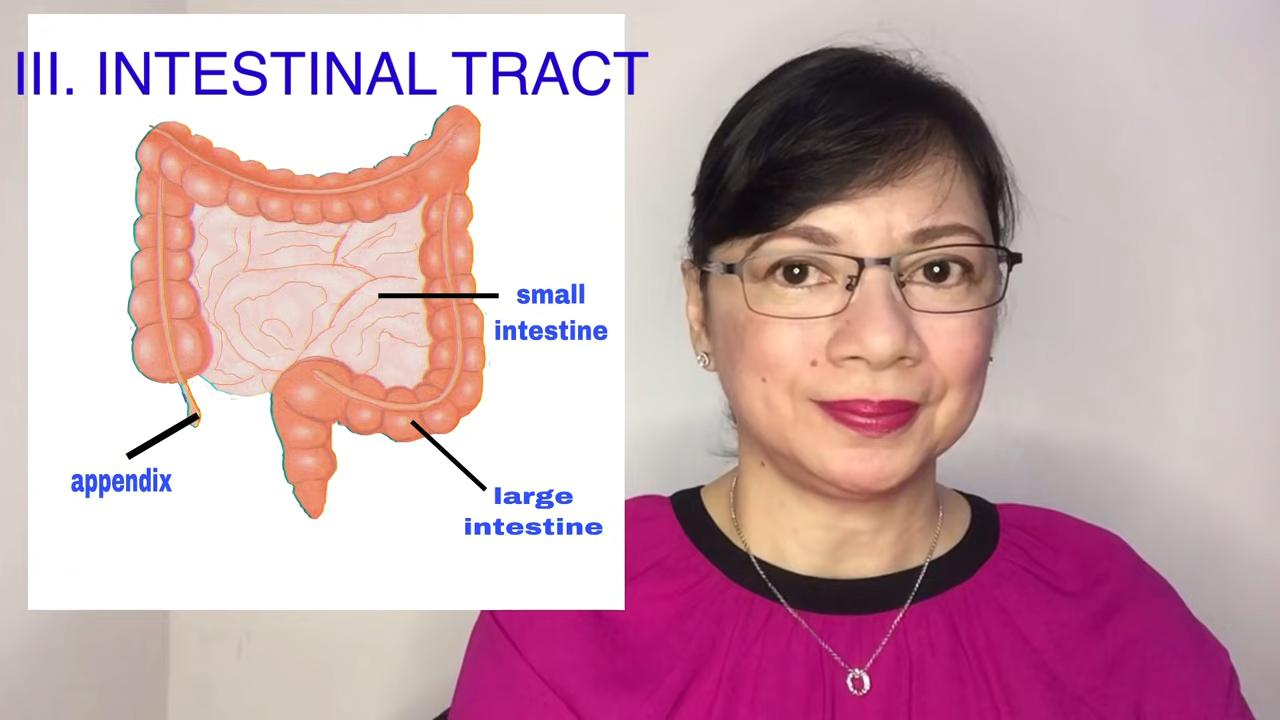 III. INTESTINAL TRACT
small
intestine
appendix
large
intestine